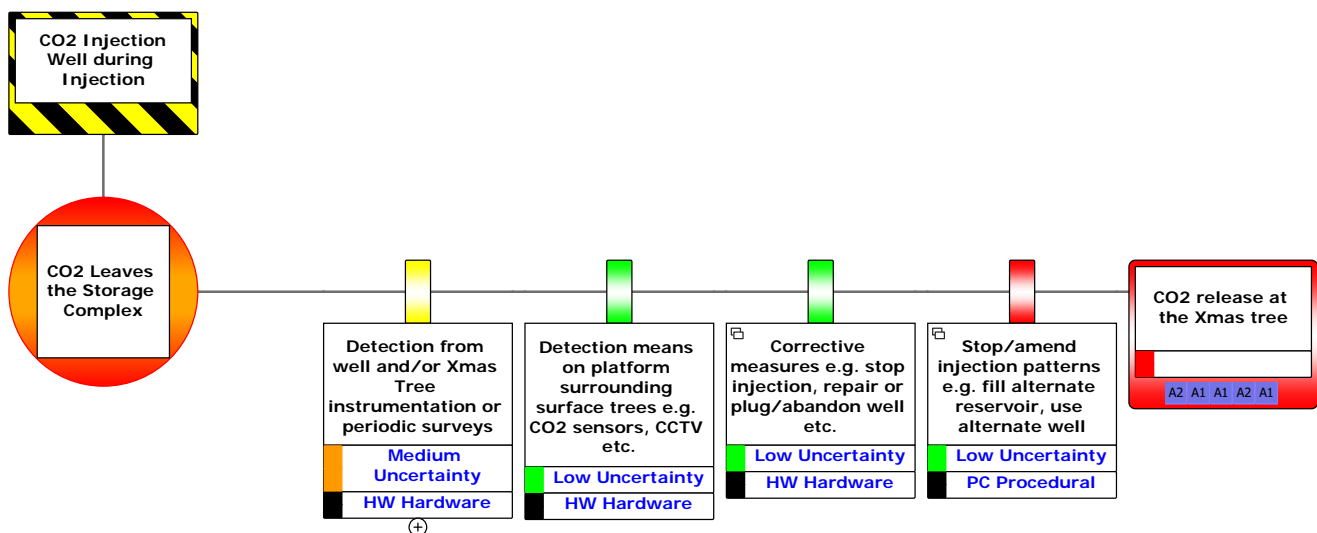 CO2 Injection
Well during
Injection
CO2 Leaves
the Storage
Complex
Detection from
well and/or Xmas
Tree
instrumentation or
periodic surveys
Medium
Uncertainty
HW Hardware
Detection means
on platform
surrounding
surface trees e.g.
CO2 sensors, CCTV
etc.
Low Uncertainty
HW Hardware
Corrective
measures e.g. stop
injection, repair or
plug/abandon well
etc.
Low Uncertainty
HW Hardware
Stop/amend
injection patterns
e.g. fill alternate
reservoir, use
alternate well
Low Uncertainty
PC Procedural
CO2 release at
the Xmas tree
A2 A1 A1 A2 A1